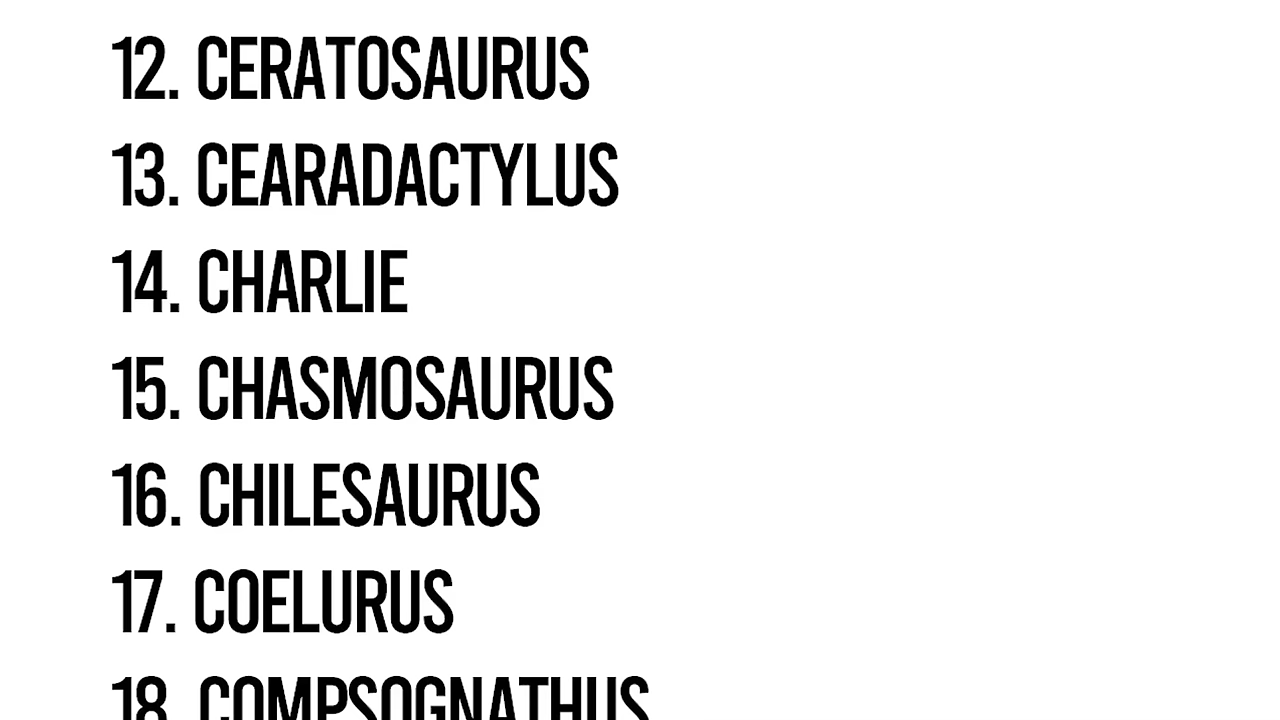 12. CERATOSAURUS
13. CEARADACTYLUS
14. CHARLIE
15. CHASMOSAURUS
16. CHILESAURUS
17. COELURUS
18. COMPSOGNATHUS